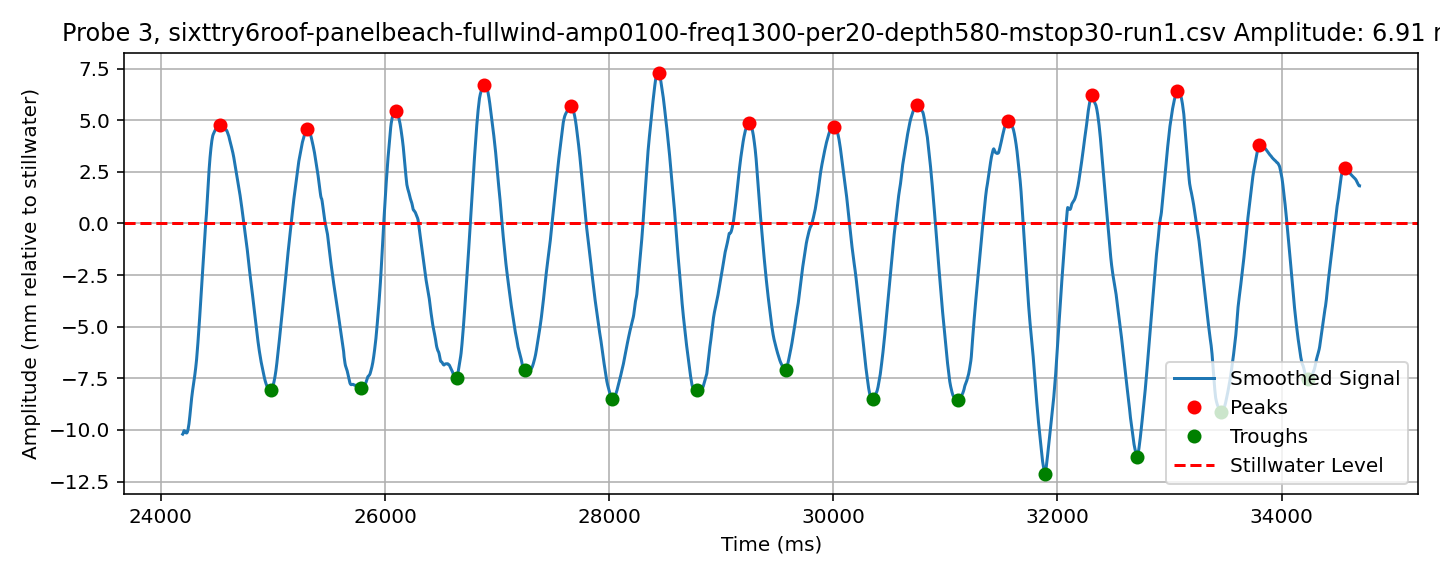 Probe 3, sixttry6roof-panelbeach-fullwind-amp0100-freq1300-per20-depth580-mstop30-run1.csv Amplitude: 6.91
Amplitude (mm relative to stillwater)
7.5
5.0
2.5
0.0
−2.5
−5.0
−7.5
−10.0
−12.5
Smoothed Signal
Peaks
Troughs
Stillwater Level
24000 26000 28000 30000 32000 34000
Time (ms)